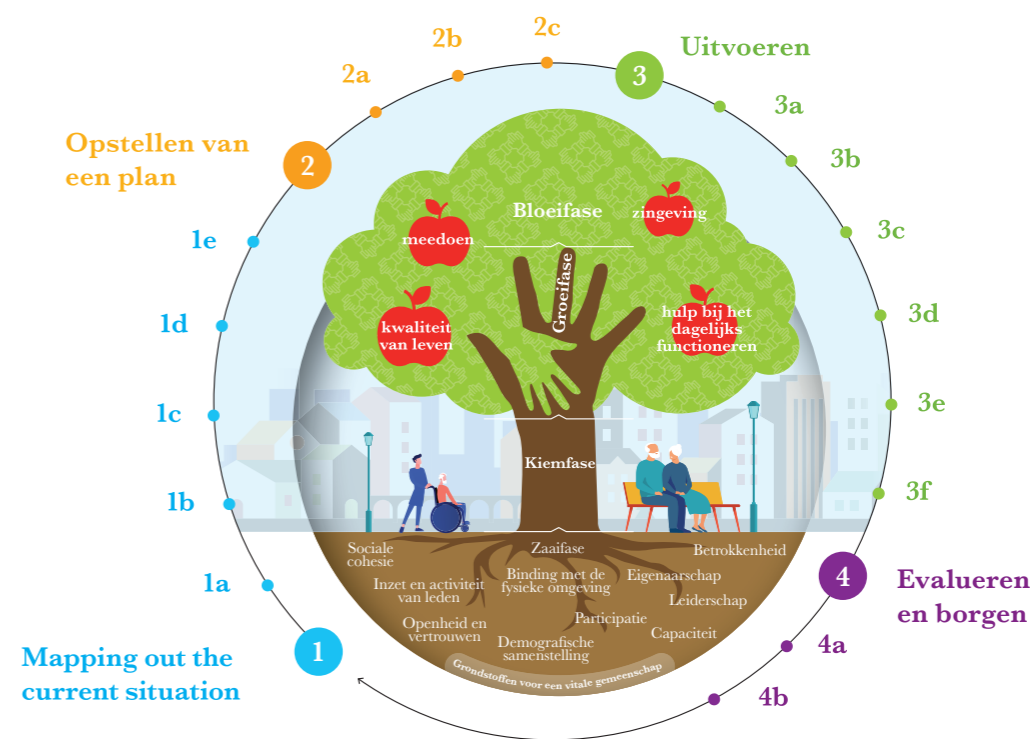 2c
2b
2a
3
Uitvoeren
3a
3b
3c
3d
3e
3f
Opstellen van
een plan
2
1e
1d
1c
1b
1a
Bloeifase
meedoen
zingeving
Groeifase
kwaliteit
van leven
hulp bij het
dagelijks
functioneren
Kiemfase
Zaaifase
Sociale
cohesie
Betrokkenheid
Inzet en activiteit
van leden
Binding met de
fysieke omgeving
Eigenaarschap
Leiderschap
Openheid en
vertrouwen
Participatie
Capaciteit
Demografische
samenstelling
Grondstoffen voor een vitale gemeenschap
4
Evalueren
en borgen
4a
4b
1
Mapping out the
current situation